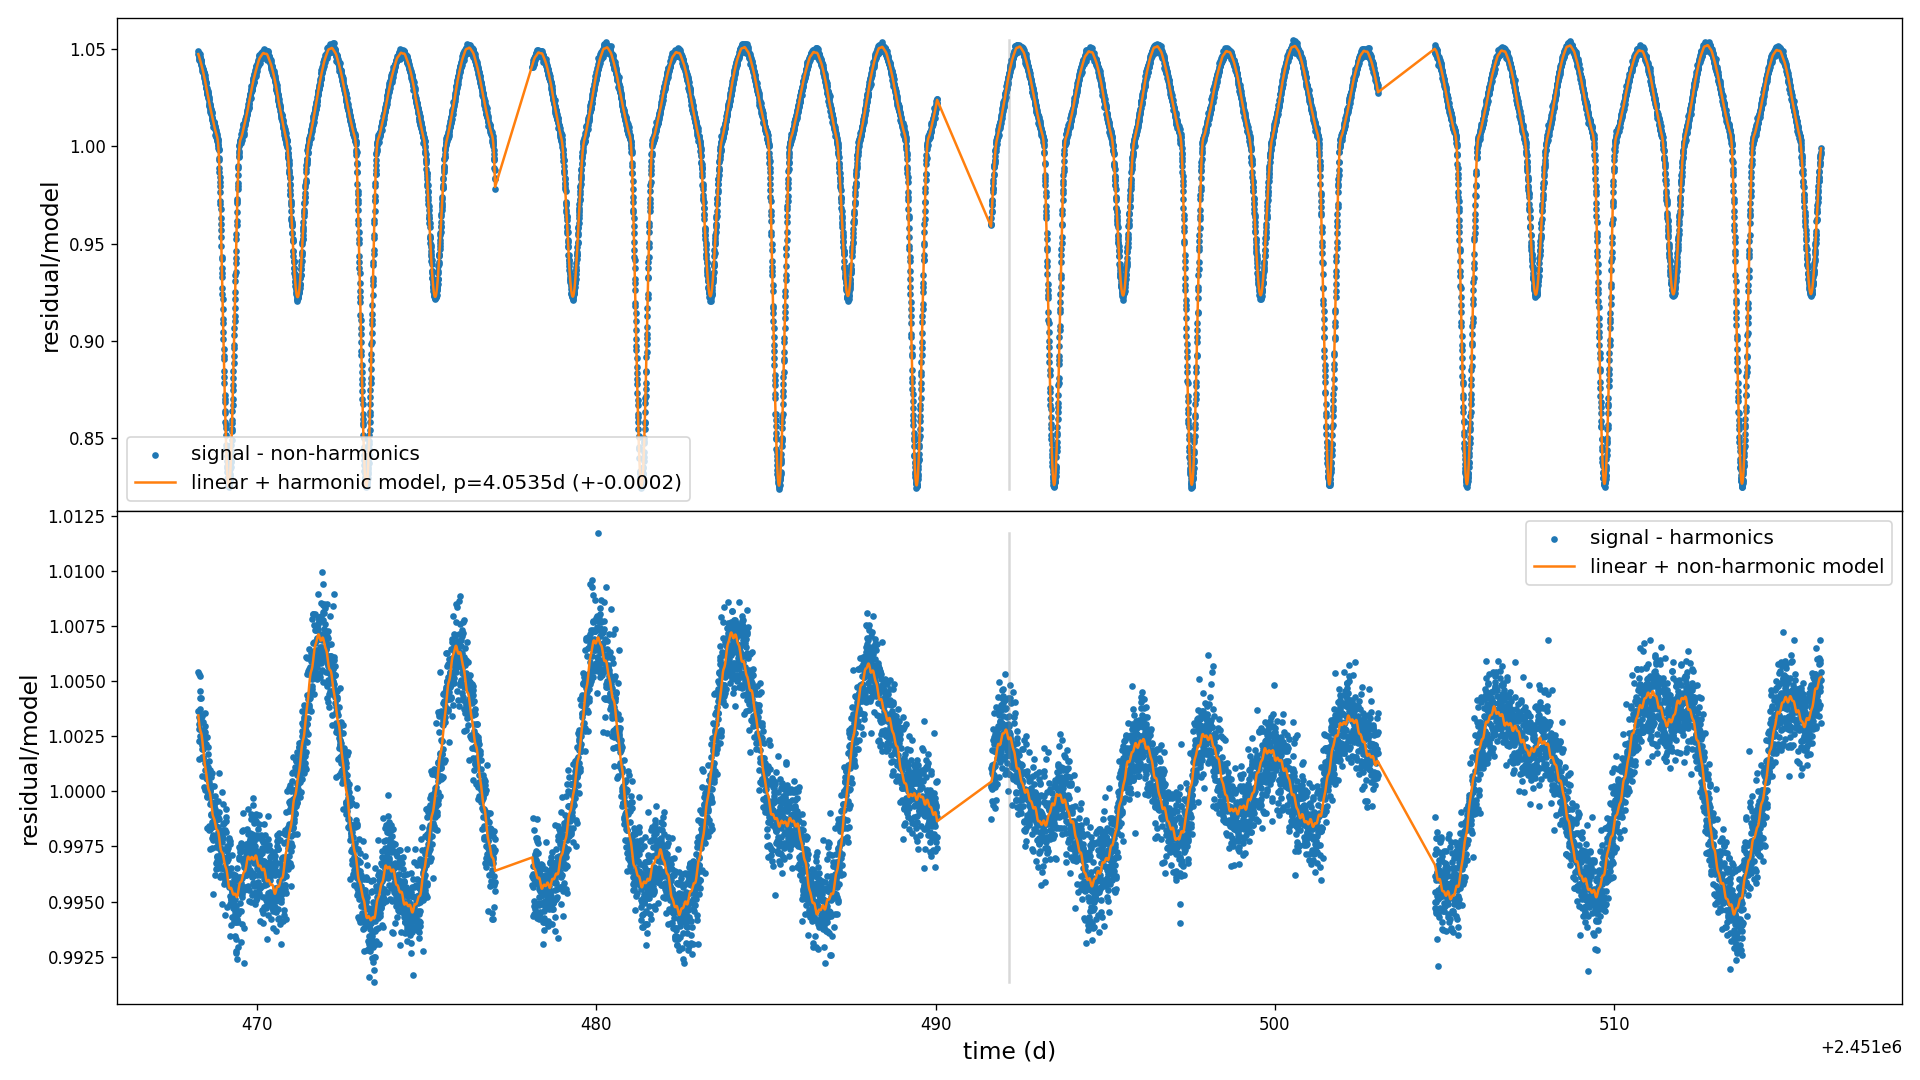 1.05
1.00
0.95
0.90
0.85
residual/model
signal - non-harmonics
linear + harmonic model, p=4.0535d (+-0.0002)
1.0125
1.0100
1.0075
1.0050
1.0025
1.0000
0.9975
0.9950
0.9925
residual/model
signal - harmonics
linear + non-harmonic model
470 480 490 500 510
time (d)
+2.451e6